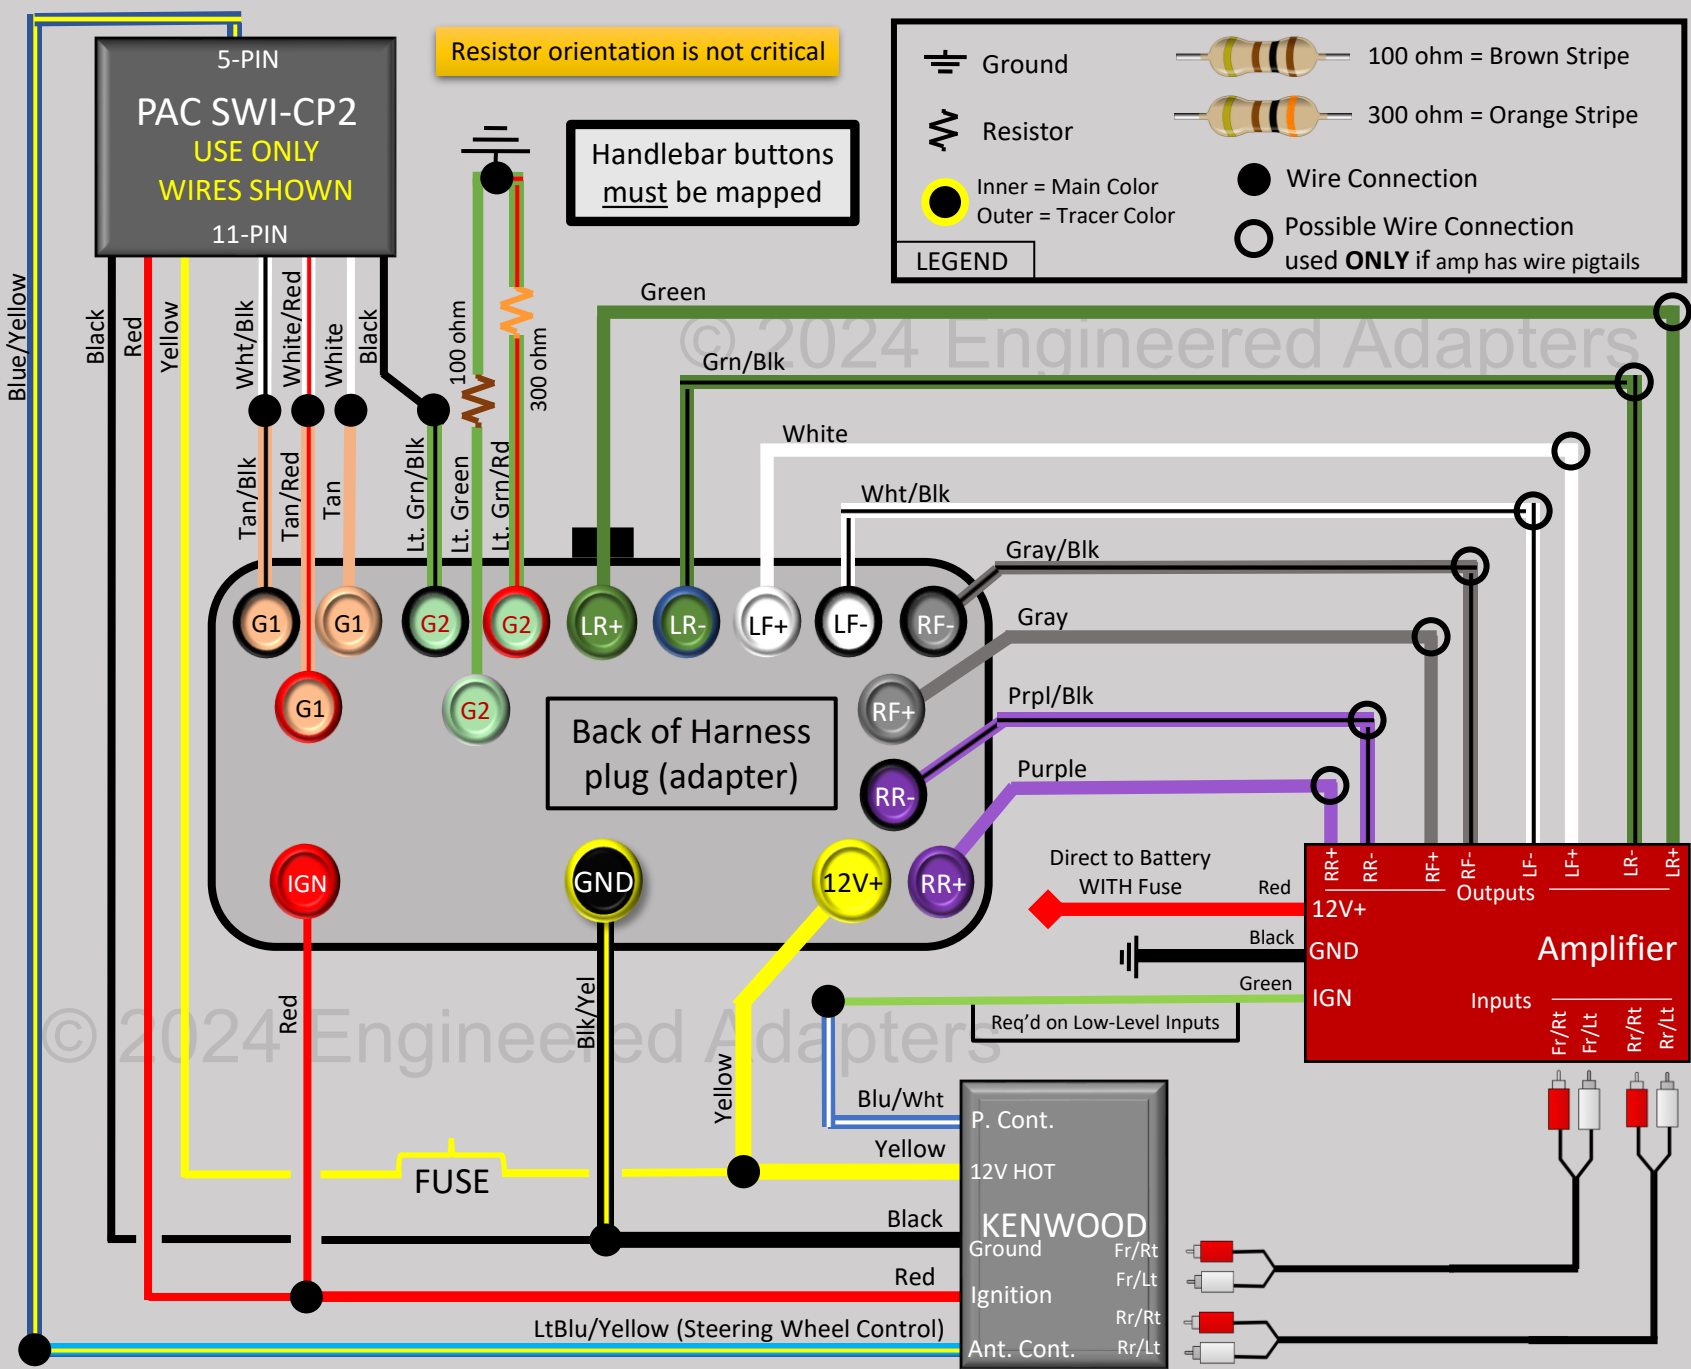 5-PIN
PAC SWI-CP2
USE ONLY
WIRES SHOWN
11-PIN
Resistor orientation is not critical
Handlebar buttons
must be mapped
Ground
Resistor
Inner = Main Color
Outer = Tracer Color
LEGEND
100 ohm = Brown Stripe
300 ohm = Orange Stripe
Wire Connection
Possible Wire Connection
used ONLY if amp has wire pigtails
Blue/Yellow
Black
Red
Yellow
Wht/Blk
White/Red
White
Black
100 ohm
300 ohm
Tan/Blk
Tan/Red
Tan
Lt. Grn/Blk
Lt. Green
Lt. Grn/Rd
© 2024 Engineered Adapters
Green
Grn/Blk
White
Wht/Blk
Gray/Blk
Gray
Prpl/Blk
Purple
G1
G1
G2
G2
LR+
LR-
LF+
LF-
RF-
G1
G2
RF+
RR-
Back of Harness
plug (adapter)
IGN
GND
12V+
RR+
Direct to Battery
WITH Fuse
Red
Black
Green
Req’d on Low-Level Inputs
RR+
RR-
RF+
RF-
LF-
LF+
LR-
LR+
Outputs
12V+
GND
IGN
Amplifier
Inputs
Fr/Rt
Fr/Lt
Rr/Rt
Rr/Lt
© 2024 Engineered Adapters
Red
Blk/Yel
Yellow
FUSE
Blu/Wht
Yellow
Black
Red
LtBlu/Yellow (Steering Wheel Control)
P. Cont.
12V HOT
KENWOOD
Ground
Ignition
Ant. Cont.
Fr/Rt
Fr/Lt
Rr/Rt
Rr/Lt